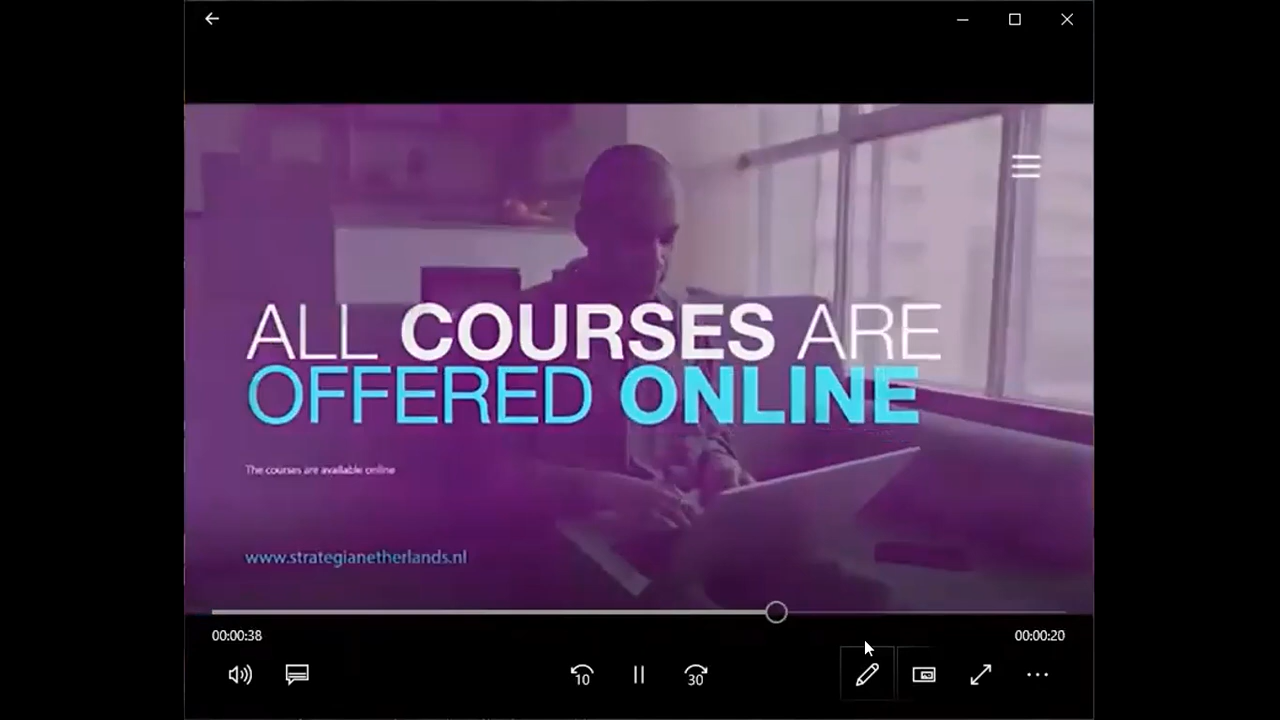 ALL COURSES ARE
OFFERED ONLINE
The courses are available online
www.strategianetherlands.nl
00:00:38
00:00:20
10
30